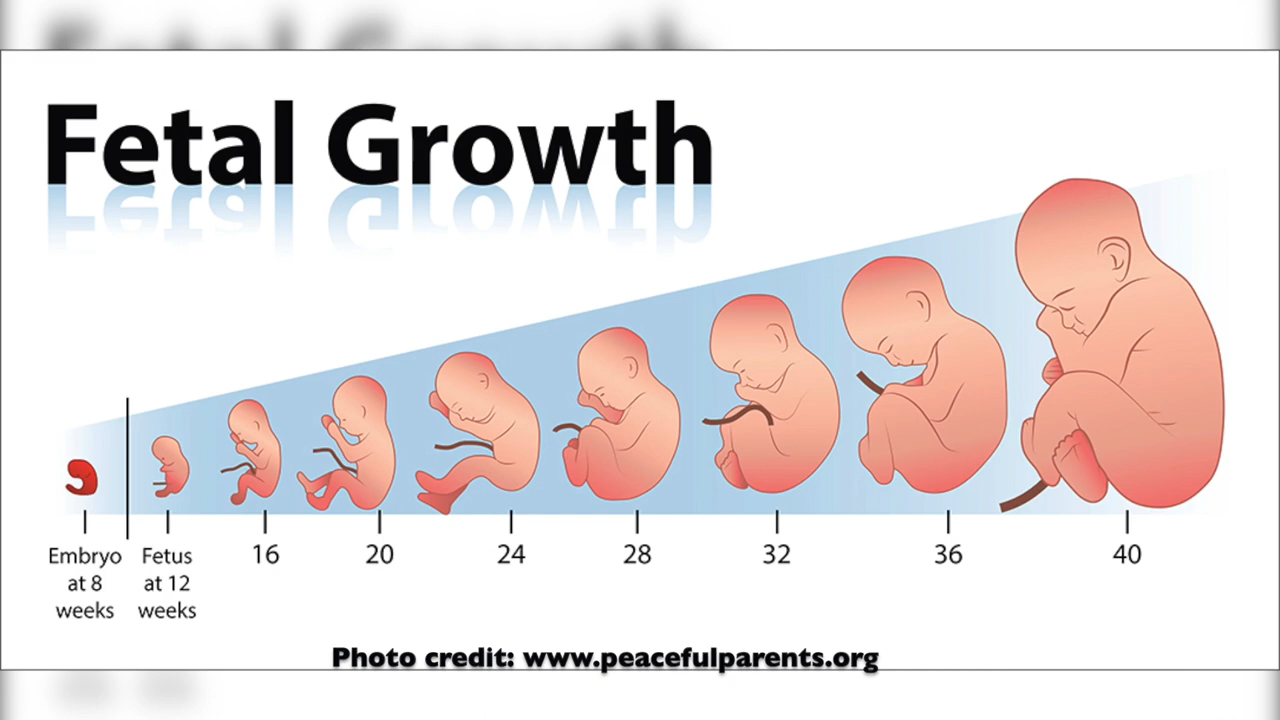 Fetal Growth
Embryo
at 8
weeks
Fetus
at 12
weeks
16
20
24
28
32
36
40
Photo credit: www.peacefulparents.org